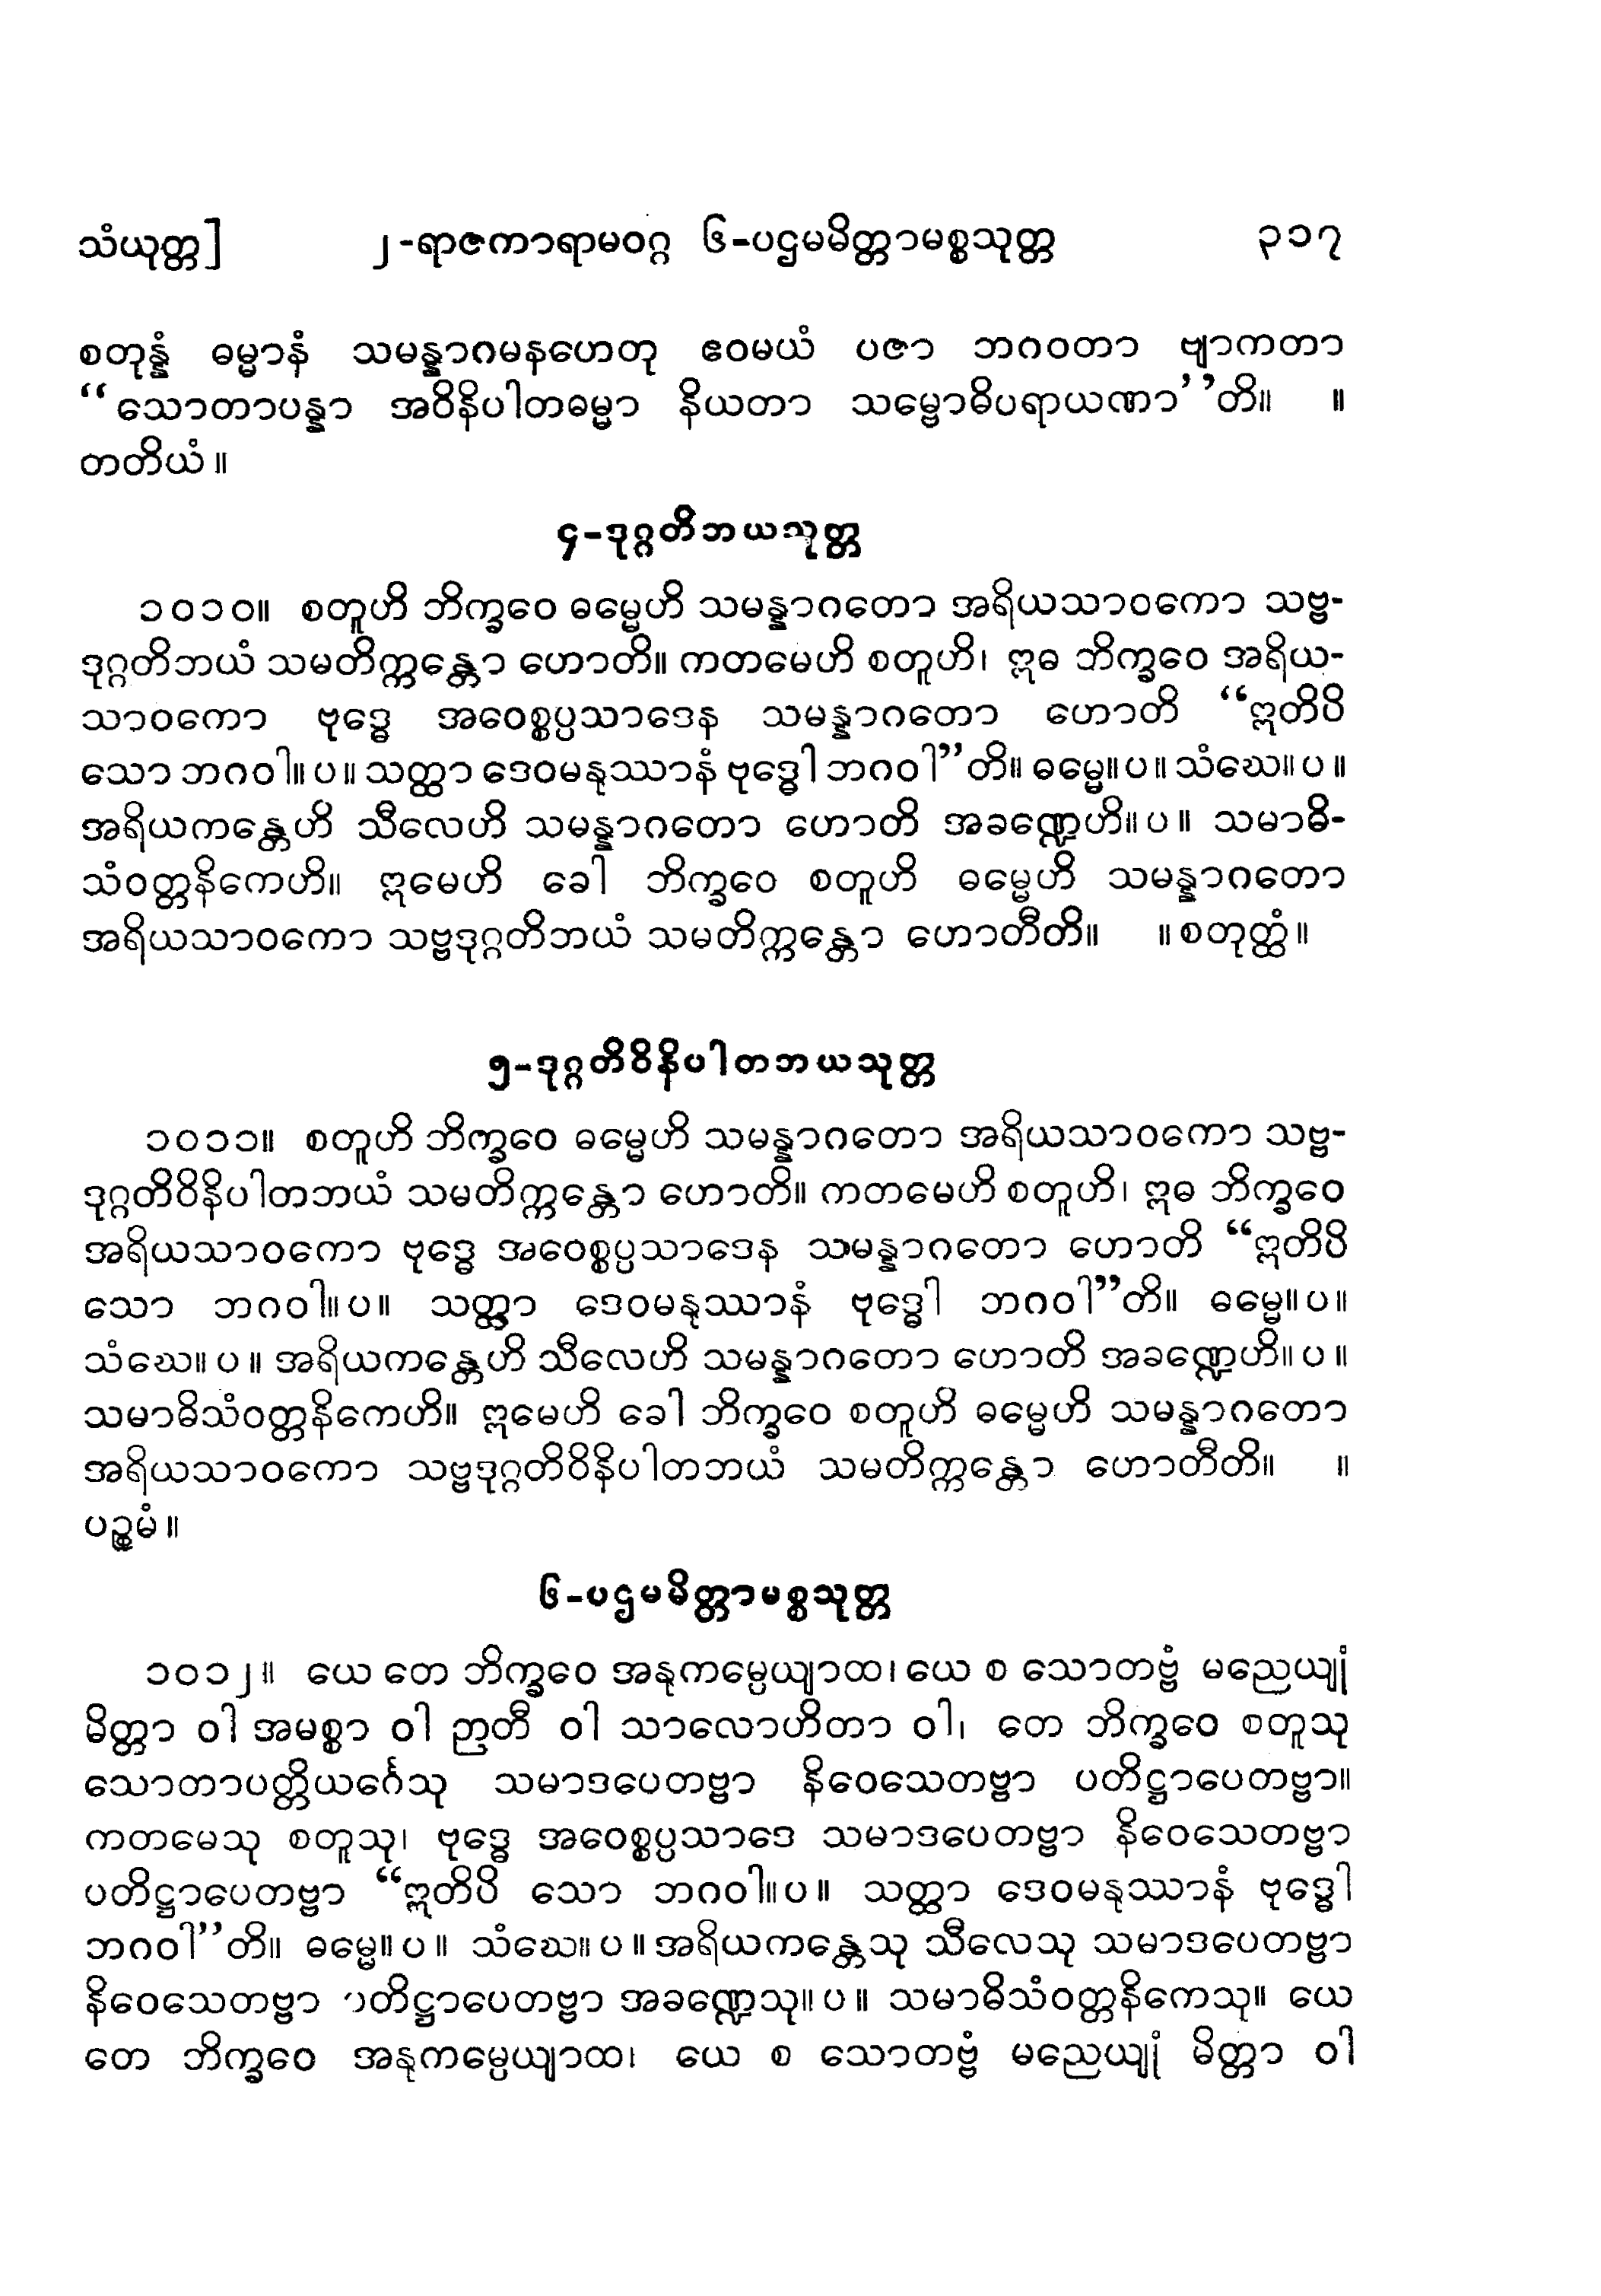 သံယုတ္တ] ၂-ရာဇကာရာမဝဂ္ဂ ၆-ပဌမမိတ္တာမစ္စသုတ္တ ၃၁၇
စတုန္နံ ဓမ္မာနံ သမန္နာဂမနဟေတု ဧဝမယံ ပဇာ ဘဂဝတာ ဗျာကတာ
“သောတာပန္နာ အဝိနိပါတဓမ္မာ နိယတာ သမ္ဗောဓိပရာယဏာ’’တိ။ ။
တတိယံ။
၄-ဒုဂ္ဂတိဘယသုတ္တ
၁၀၁၀။ စတူဟိ ဘိက္ခဝေ ဓမ္မေဟိ သမန္နာဂတော အရိယသာဝကော သဗ္ဗ-
ဒုဂ္ဂတိဘယံ သမတိက္ကန္တော ဟောတိ။ ကတမေဟိ စတူဟိ၊ ဣဓ ဘိက္ခဝေ အရိယ-
သာဝကော ဗုဒ္ဓေ အဝေစ္စပ္ပသာဒေန သမန္နာဂတော ဟောတိ “ဣတိပိ
သော ဘဂဝါ။ ပ။ သတ္ထာ ဒေဝမနုဿာနံ ဗုဒ္ဓေါ ဘဂဝါ”တိ။ ဓမ္မေ။ ပ။ သံဃေ။ ပ။
အရိယကန္တေဟိ သီလေဟိ သမန္နာဂတော ဟောတိ အခဏ္ဍေဟိ။ ပ။ သမာဓိ-
သံဝတ္တနိကေဟိ။ ဣမေဟိ ခေါ ဘိက္ခဝေ စတူဟိ ဓမ္မေဟိ သမန္နာဂတော
အရိယသာဝကော သဗ္ဗဒုဂ္ဂတိဘယံ သမတိက္ကန္တော ဟောတီတိ။ ။ စတုတ္ထံ။
၅-ဒုဂ္ဂတိဝိနိပါတဘယသုတ္တ
၁၀၁၁။ စတူဟိ ဘိက္ခဝေ ဓမ္မေဟိ သမန္နာဂတော အရိယသာဝကော သဗ္ဗ-
ဒုဂ္ဂတိဝိနိပါတဘယံ သမတိက္ကန္တော ဟောတိ။ ကတမေဟိ စတူဟိ၊ ဣဓ ဘိက္ခဝေ
အရိယသာဝကော ဗုဒ္ဓေ အဝေစ္စပ္ပသာဒေန သမန္နာဂတော ဟောတိ “ဣတိပိ
သော ဘဂဝါ။ ပ။ သတ္ထာ ဒေဝမနုဿာနံ ဗုဒ္ဓေါ ဘဂဝါ”တိ။ ဓမ္မေ။ ပ။
သံဃေ။ ပ။ အရိယကန္တေဟိ သီလေဟိ သမန္နာဂတော ဟောတိ အခဏ္ဍေဟိ။ ပ။
သမာဓိသံဝတ္တနိကေဟိ။ ဣမေဟိ ခေါ ဘိက္ခဝေ စတူဟိ ဓမ္မေဟိ သမန္နာဂတော
အရိယသာဝကော သဗ္ဗဒုဂ္ဂတိဝိနိပါတဘယံ သမတိက္ကန္တော ဟောတီတိ။ ။
ပဉ္စမံ။
၆-ပဌမမိတ္တာမစ္စသုတ္တ
၁၀၁၂။ ယေ တေ ဘိက္ခဝေ အနုကမ္ပေယျာထ၊ ယေ စ သောတဗ္ဗံ မညေယျုံ
မိတ္တာ ဝါ အမစ္စာ ဝါ ဉာတီ ဝါ သာလောဟိတာ ဝါ၊ တေ ဘိက္ခဝေ စတူသု
သောတာပတ္တိယင်္ဂေသု သမာဒပေတဗ္ဗာ နိဝေသေတဗ္ဗာ ပတိဋ္ဌာပေတဗ္ဗာ။
ကတမေသု စတူသု၊ ဗုဒ္ဓေ အဝေစ္စပ္ပသာဒေ သမာဒပေတဗ္ဗာ နိဝေသေတဗ္ဗာ
ပတိဋ္ဌာပေတဗ္ဗာ “ဣတိပိ သော ဘဂဝါ။ ပ။ သတ္ထာ ဒေဝမနုဿာနံ ဗုဒ္ဓေါ
ဘဂဝါ”တိ။ ဓမ္မေ။ ပ။ သံဃေ။ ပ။ အရိယကန္တေသု သီလေသု သမာဒပေတဗ္ဗာ
နိဝေသေတဗ္ဗာ ပတိဋ္ဌာပေတဗ္ဗာ အခဏ္ဍေသု။ ပ။ သမာဓိသံဝတ္တနိကေသု။ ယေ
တေ ဘိက္ခဝေ အနုကမ္ပေယျာထ၊ ယေ စ သောတဗ္ဗံ မညေယျုံ မိတ္တာ ဝါ